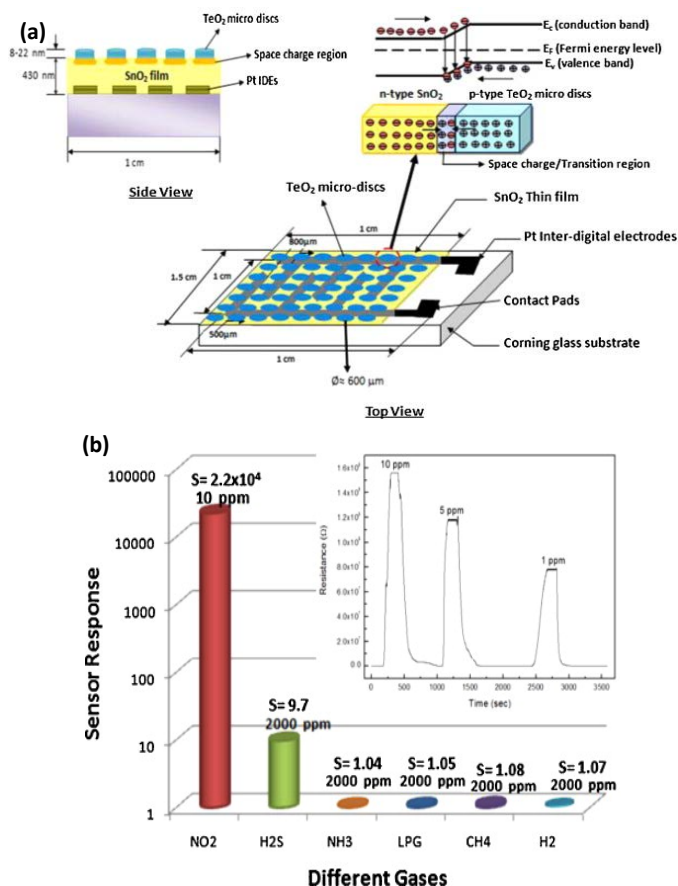 (a)
TeO₂ micro discs
8-22 nm
Space charge region
430 nm
SnO₂ film
Pt IDEs
1 cm
Side View
E_c (conduction band)
E_F (Fermi energy level)
E_v (valence band)
n-type SnO₂
p-type TeO₂ micro discs
Space charge/Transition region
TeO₂ micro-discs
SnO₂ Thin film
1 cm
800µm
Pt Inter-digital electrodes
1.5 cm
1 cm
Contact Pads
500µm
Corning glass substrate
1 cm
Ø≈ 600 µm
Top View
(b)
Sensor Response
100000
10000
1000
100
10
1
S = 2.2x10⁴
10 ppm
S= 9.7
2000 ppm
S= 1.04
2000 ppm
S= 1.05
2000 ppm
S= 1.08
2000 ppm
S= 1.07
2000 ppm
NO2
H2S
NH3
LPG
CH4
H2
Different Gases
Resistance (Ω)
0.0
10 ppm
5 ppm
1 ppm
0
500
1000
1500
2000
2500
3000
3500
Time (sec)